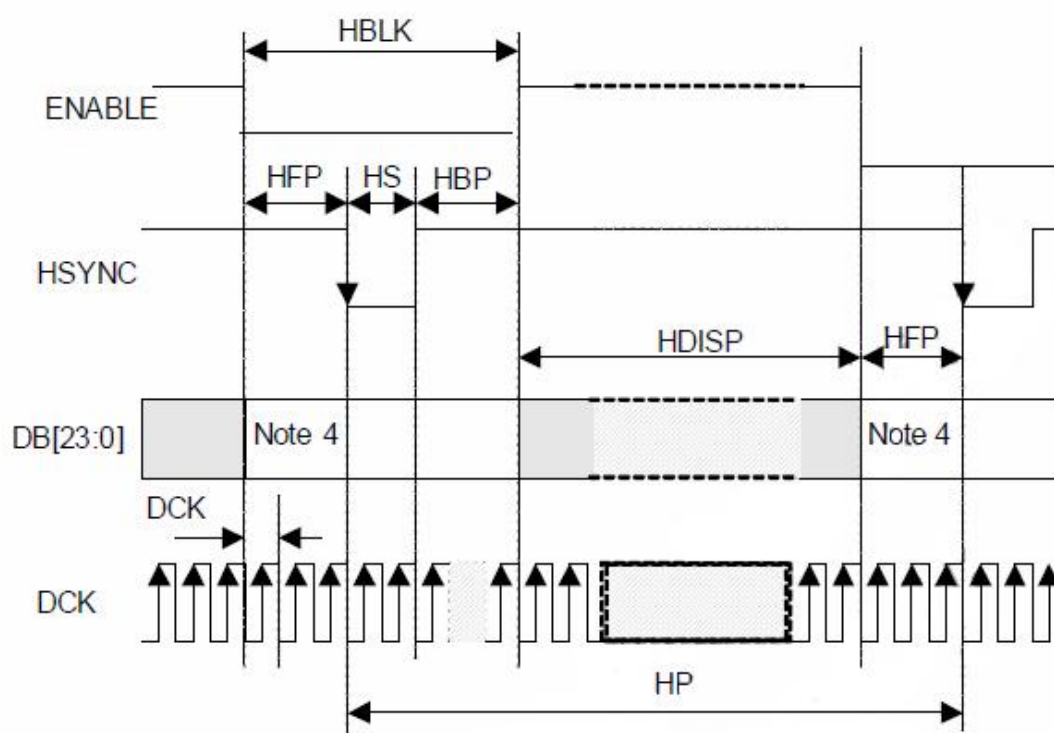 HBLK
ENABLE
HFP HS HBP
HSYNC
HDISP HFP
DB[23:0] Note 4 Note 4
DCK
DCK
HP